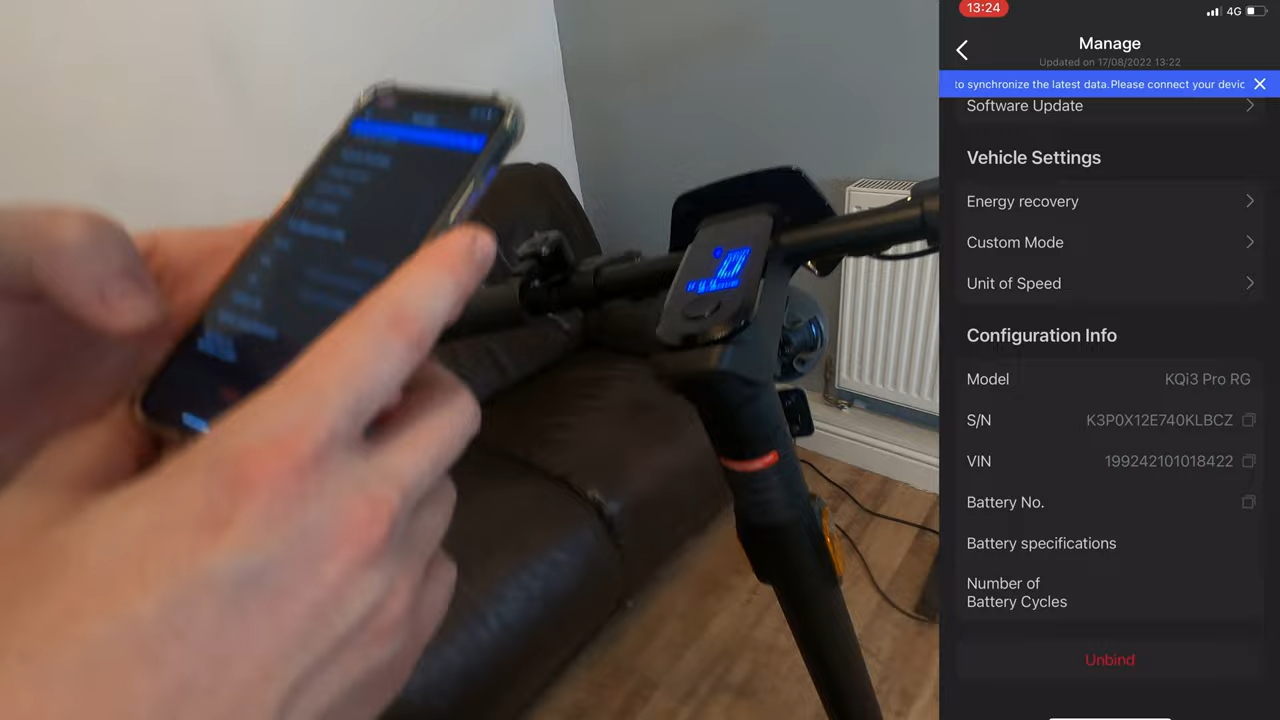 13:24
4G
Manage
Updated on 17/08/2022 13:22
to synchronize the latest data.Please connect your devic
Software Update
Vehicle Settings
Energy recovery
Custom Mode
Unit of Speed
Configuration Info
Model KQi3 Pro RG
S/N K3P0X12E740KLBCZ
VIN 199242101018422
Battery No.
Battery specifications
Number of
Battery Cycles
Unbind